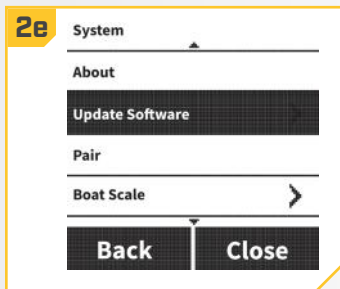 2e
System
About
Update Software
Pair
Boat Scale
Back Close